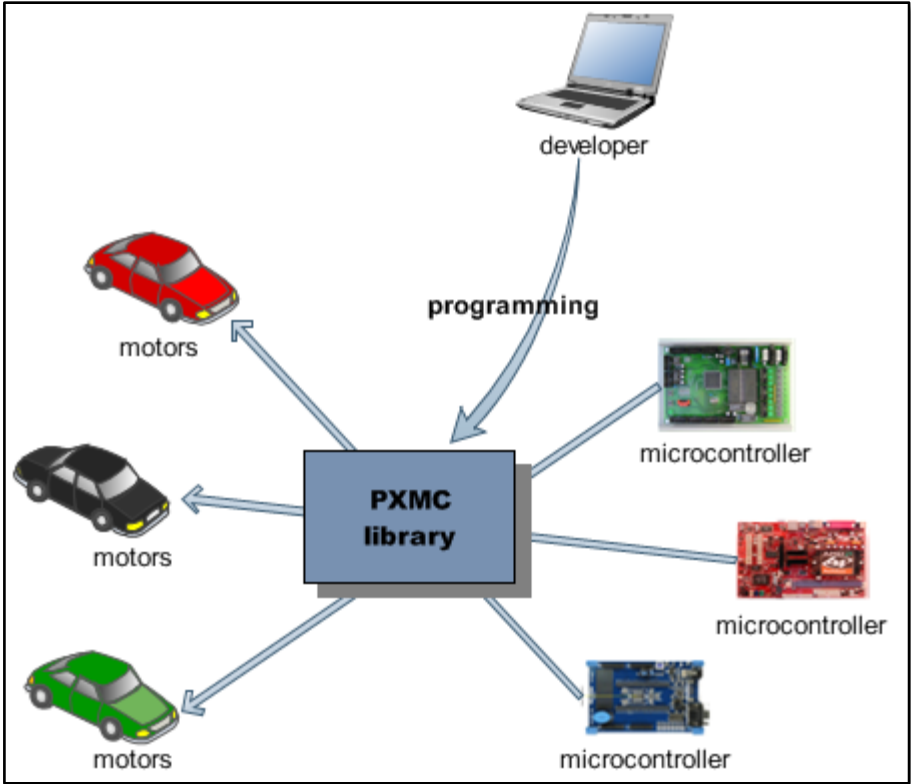 developer
programming
motors
microcontroller
PXMC
library
motors
microcontroller
motors
microcontroller